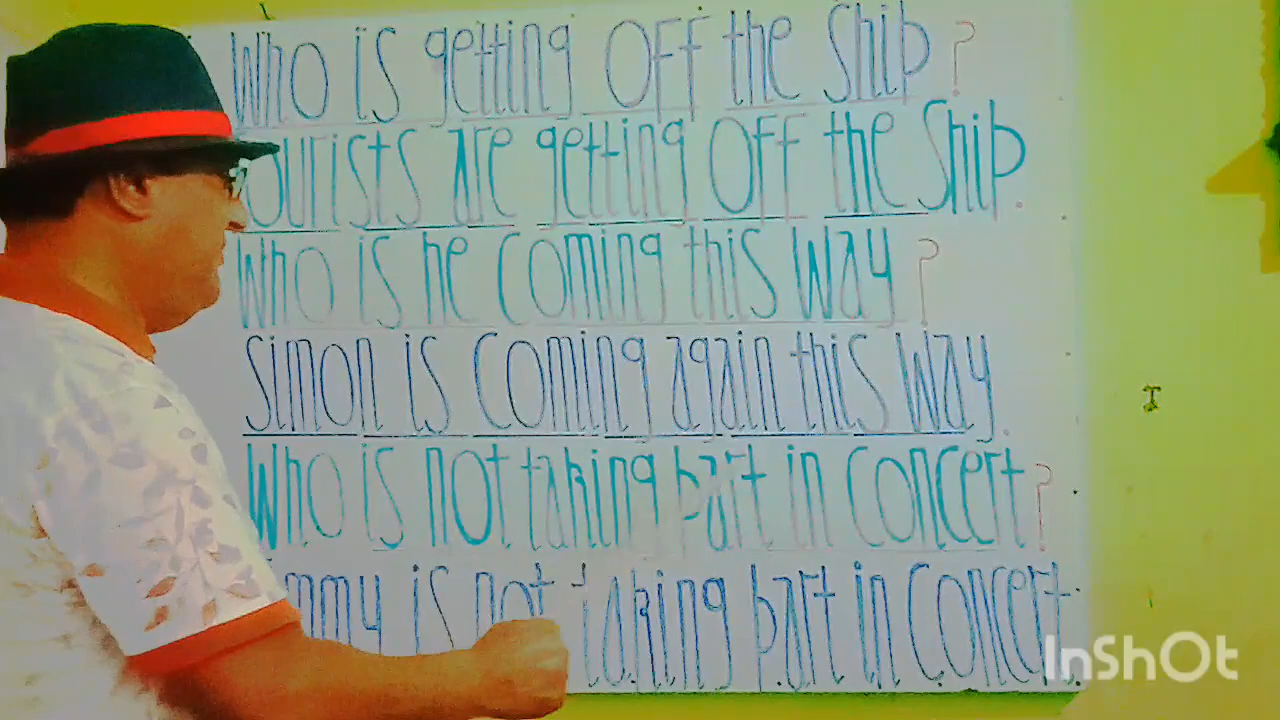 Who is getting OFF the Ship ?
ourists are getting OFF the Ship.
Who is he coming this Way ?
Simon is coming again this Way.
Who is not taking part in Concert ?
mmy is not taking part in Concert.
InShOt